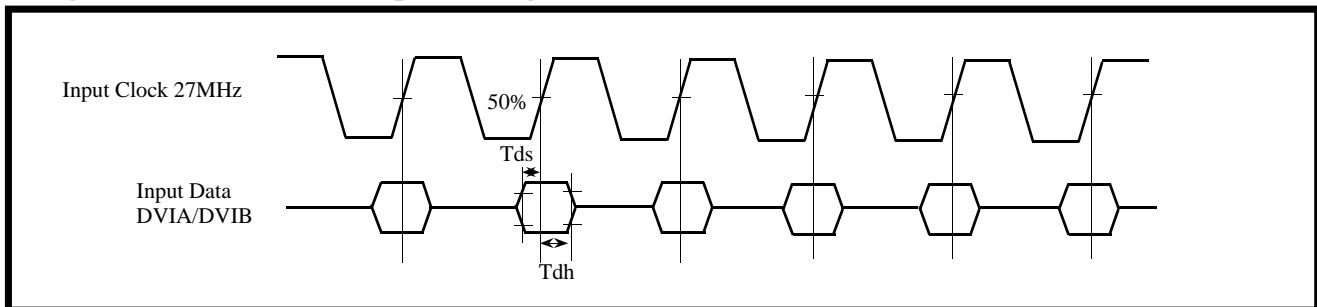 Input Clock 27MHz
50%
Tds
Input Data
DVIA/DVIB
Tdh